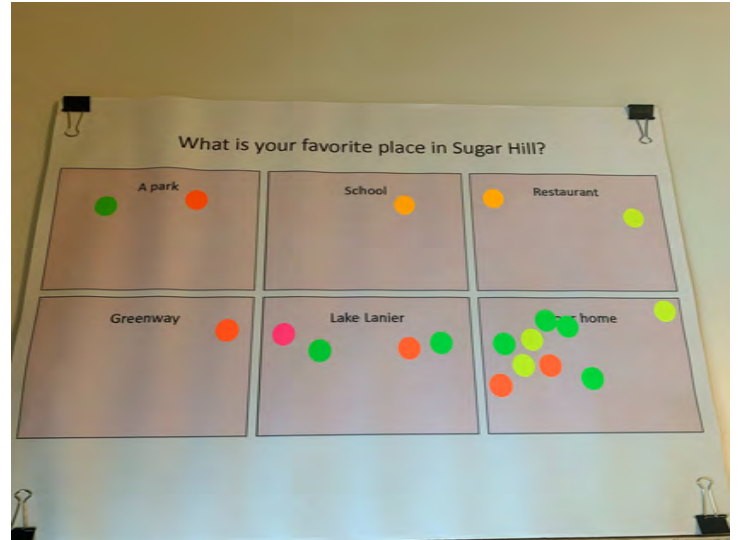 What is your favorite place in Sugar Hill?
A park
School
Restaurant
Greenway
Lake Lanier
home